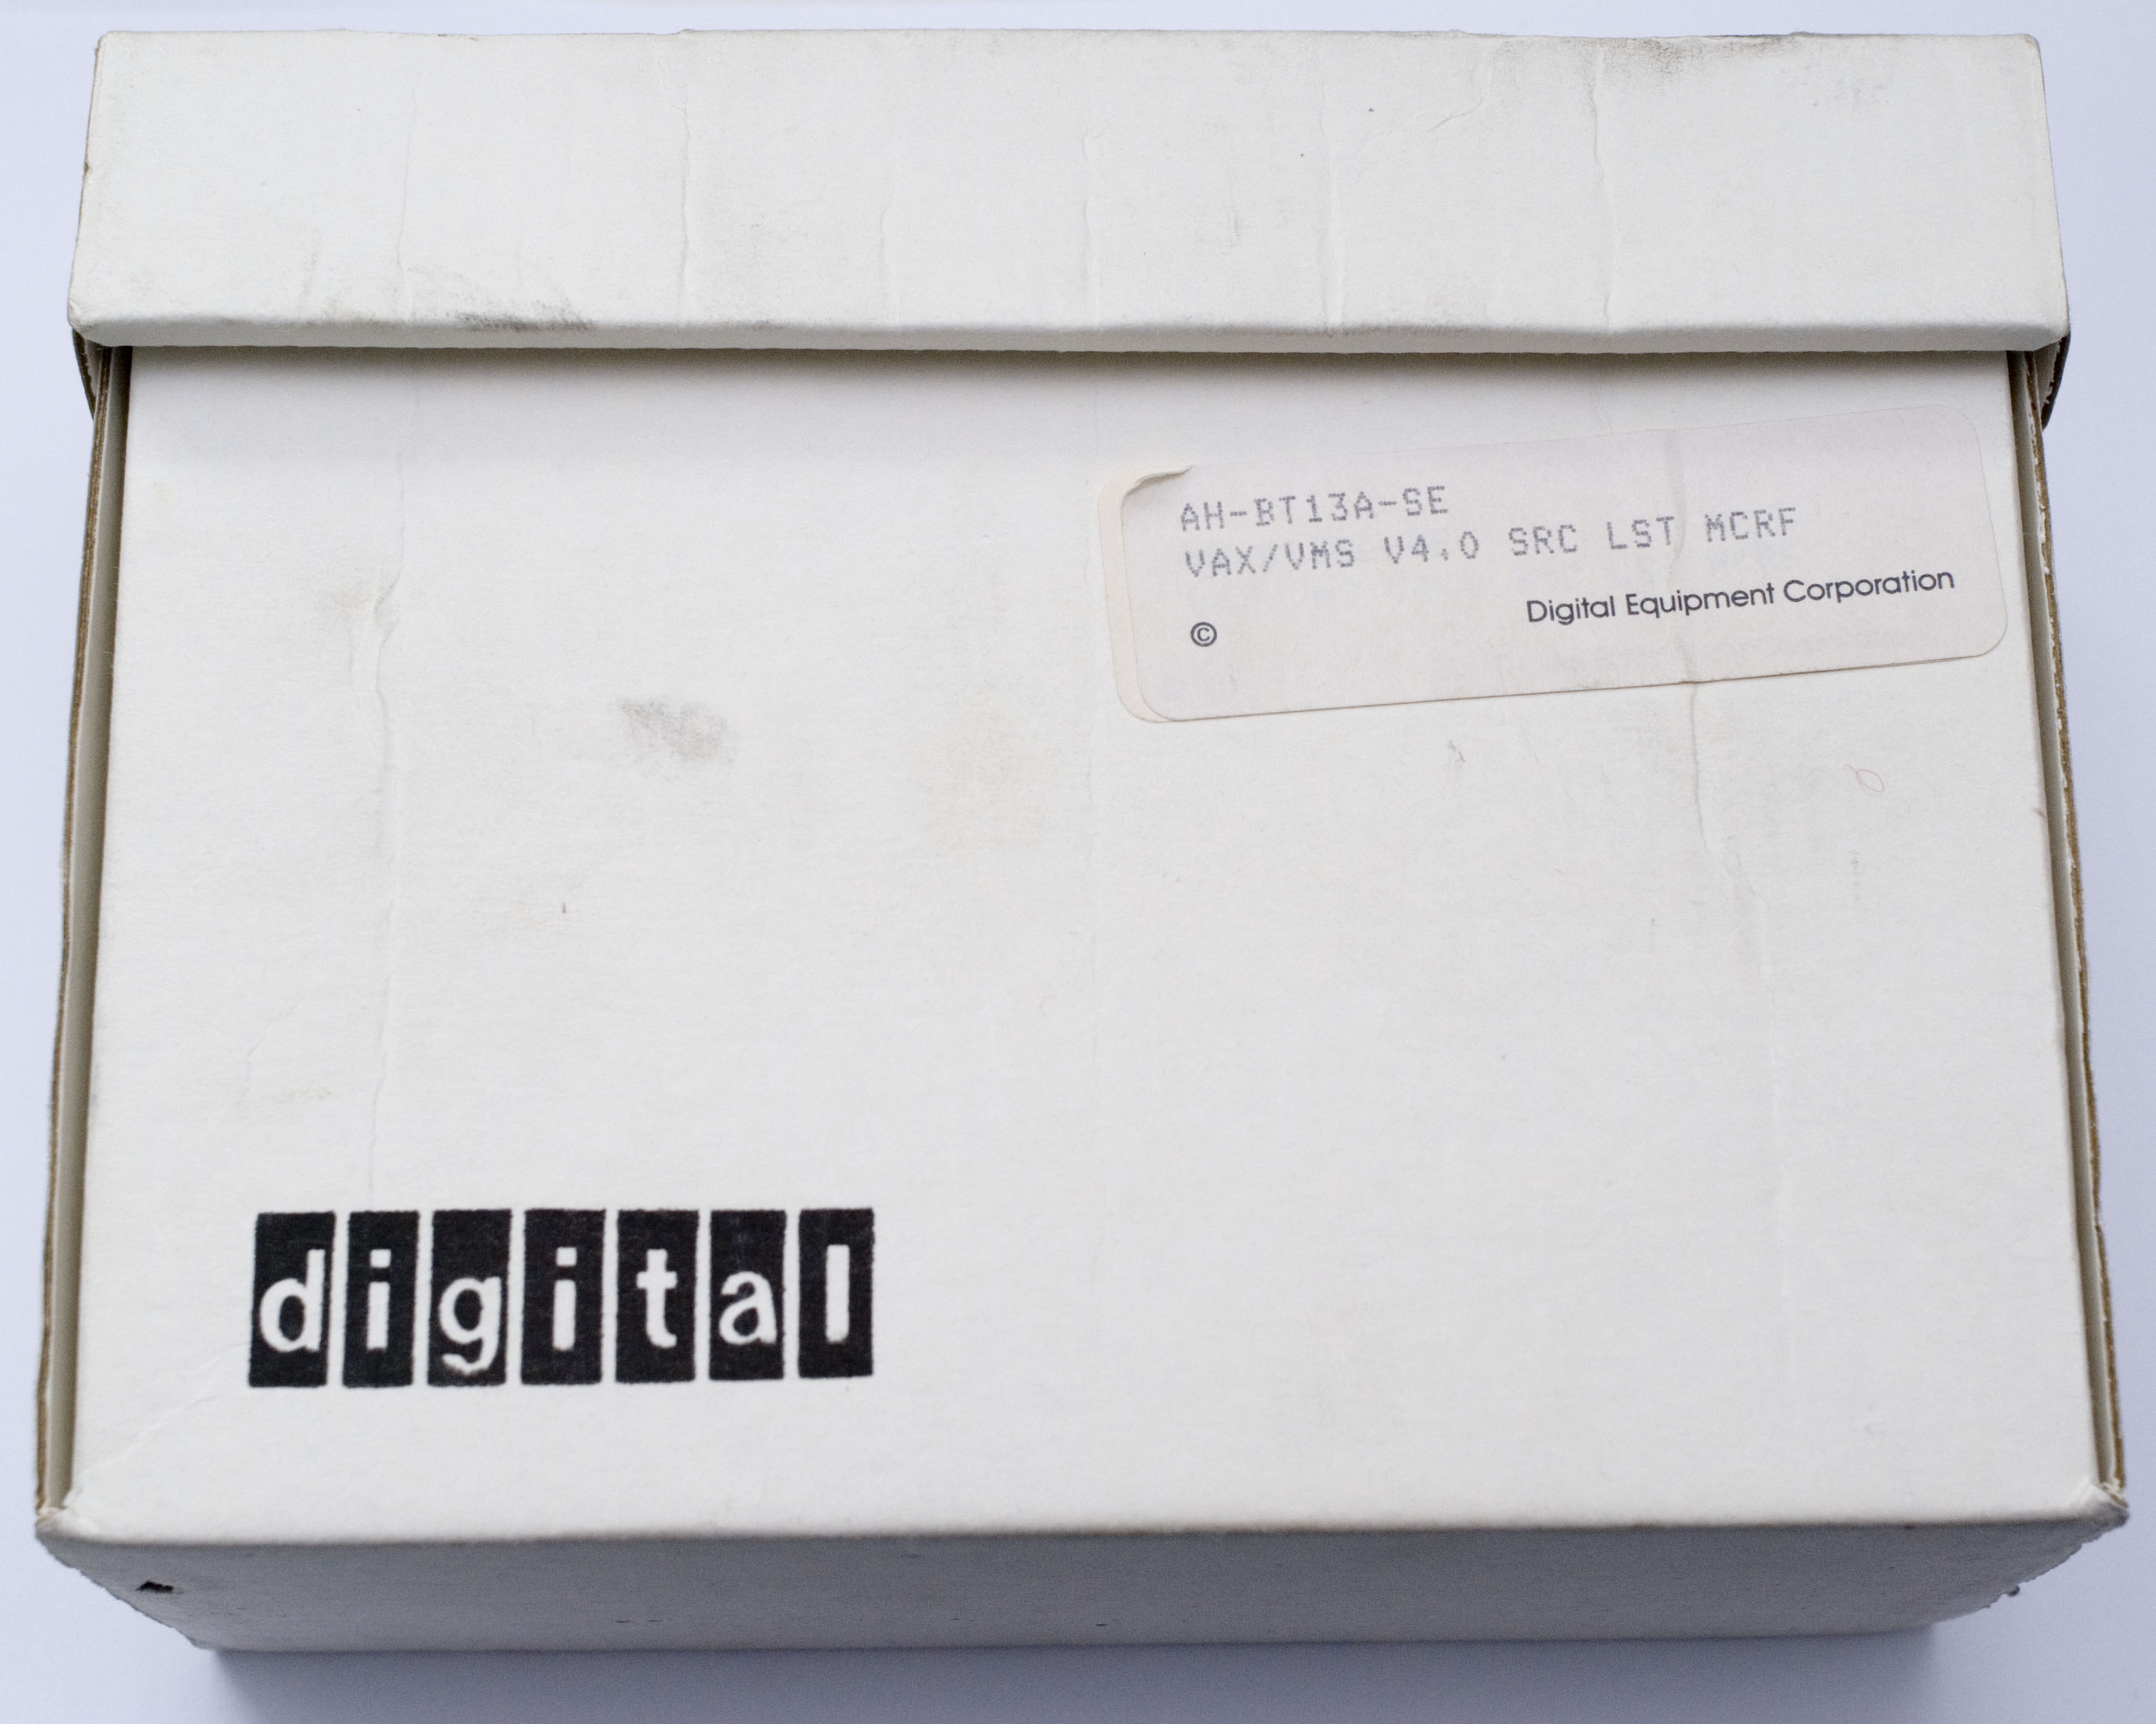 AH-BT13A-SE
VAX/VMS V4.0 SRC LST MCRF
Digital Equipment Corporation
©
digital